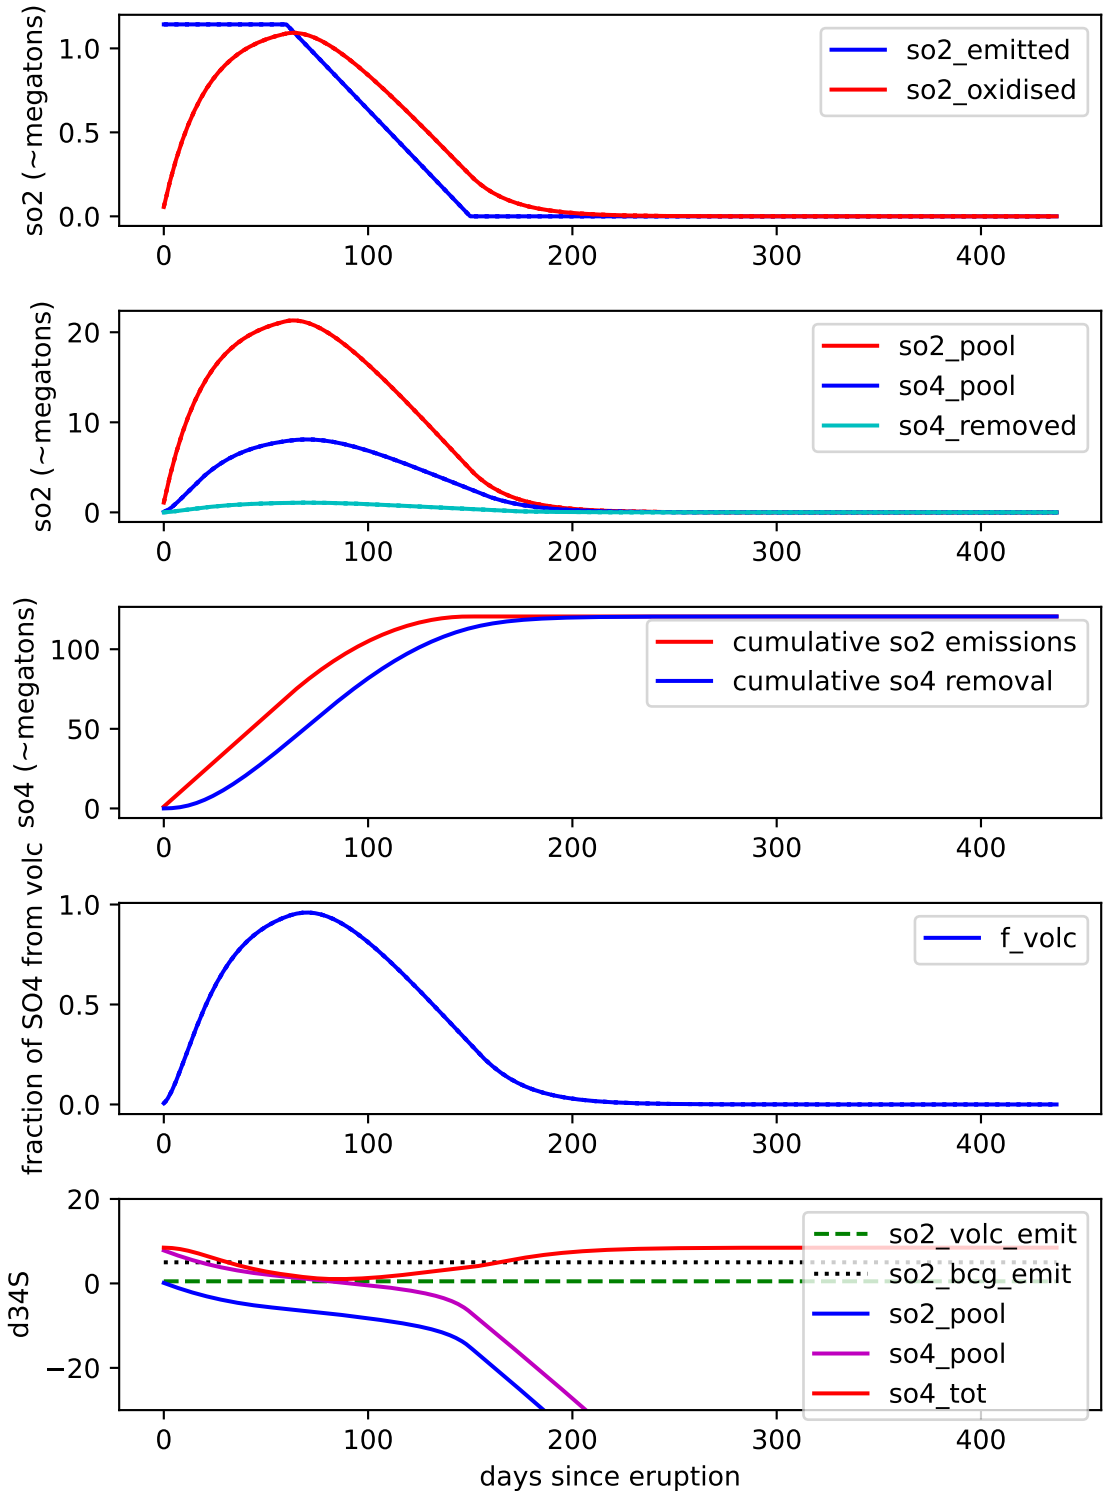 so2 (~megatons)
1.0
0.5
0.0
so2_emitted
so2_oxidised
0 100 200 300 400
so2 (~megatons)
20
10
0
so2_pool
so4_pool
so4_removed
0 100 200 300 400
so4 (~megatons)
100
50
0
cumulative so2 emissions
cumulative so4 removal
0 100 200 300 400
fraction of SO4 from volc
1.0
0.5
0.0
f_volc
0 100 200 300 400
d34S
20
0
−20
so2_volc_emit
so2_bcg_emit
so2_pool
so4_pool
so4_tot
0 100 200 300 400
days since eruption